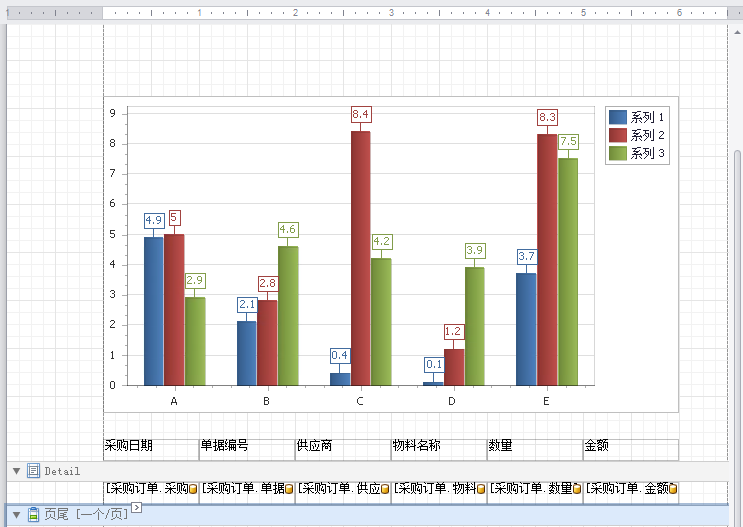 1 1 2 3 4 5 6
9
8
7
6
5
4
3
2
1
0
4.9 5 2.9
2.1 2.8 4.6
0.4 8.4 4.2
0.1 1.2 3.9
3.7 8.3 7.5
A B C D E
系列 1
系列 2
系列 3
采购日期 单据编号 供应商 物料名称 数量 金额
Detail
[采购订单.采购 [采购订单.单据 [采购订单.供应 [采购订单.物料 [采购订单.数量 [采购订单.金额
页尾 [一个/页]